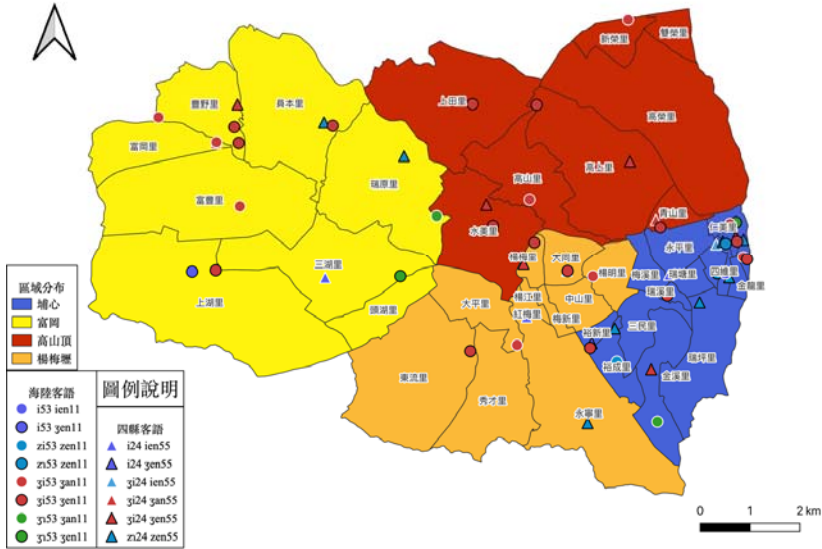 新榮里
雙榮里
豐野里
員本里
上田里
高榮里
富岡里
高上里
瑞原里
高山里
富豐里
青山里
水美里
永平里
楊梅里
大同里
四維里
三湖里
楊明里
梅溪里
瑞塘里
金龍里
上湖里
大平里
楊江里
中山里
瑞溪里
頭湖里
紅梅里
梅新里
裕新里
三民里
瑞坪里
裕成里
金溪里
東流里
秀才里
永寧里
區域分布
埔心
富岡
高山頂
楊梅壢
圖例說明
海陸客語
i53 ien11
i53 ʒen11
zi53 zen11
zı53 zen11
ʒi53 ʒan11
ʒi53 ʒen11
ʒı53 ʒan11
ʒı53 ʒen11
四縣客語
i24 ien55
i24 ʒen55
ʒi24 ien55
ʒi24 ʒan55
ʒi24 ʒen55
zı24 zen55
0 1 2 km